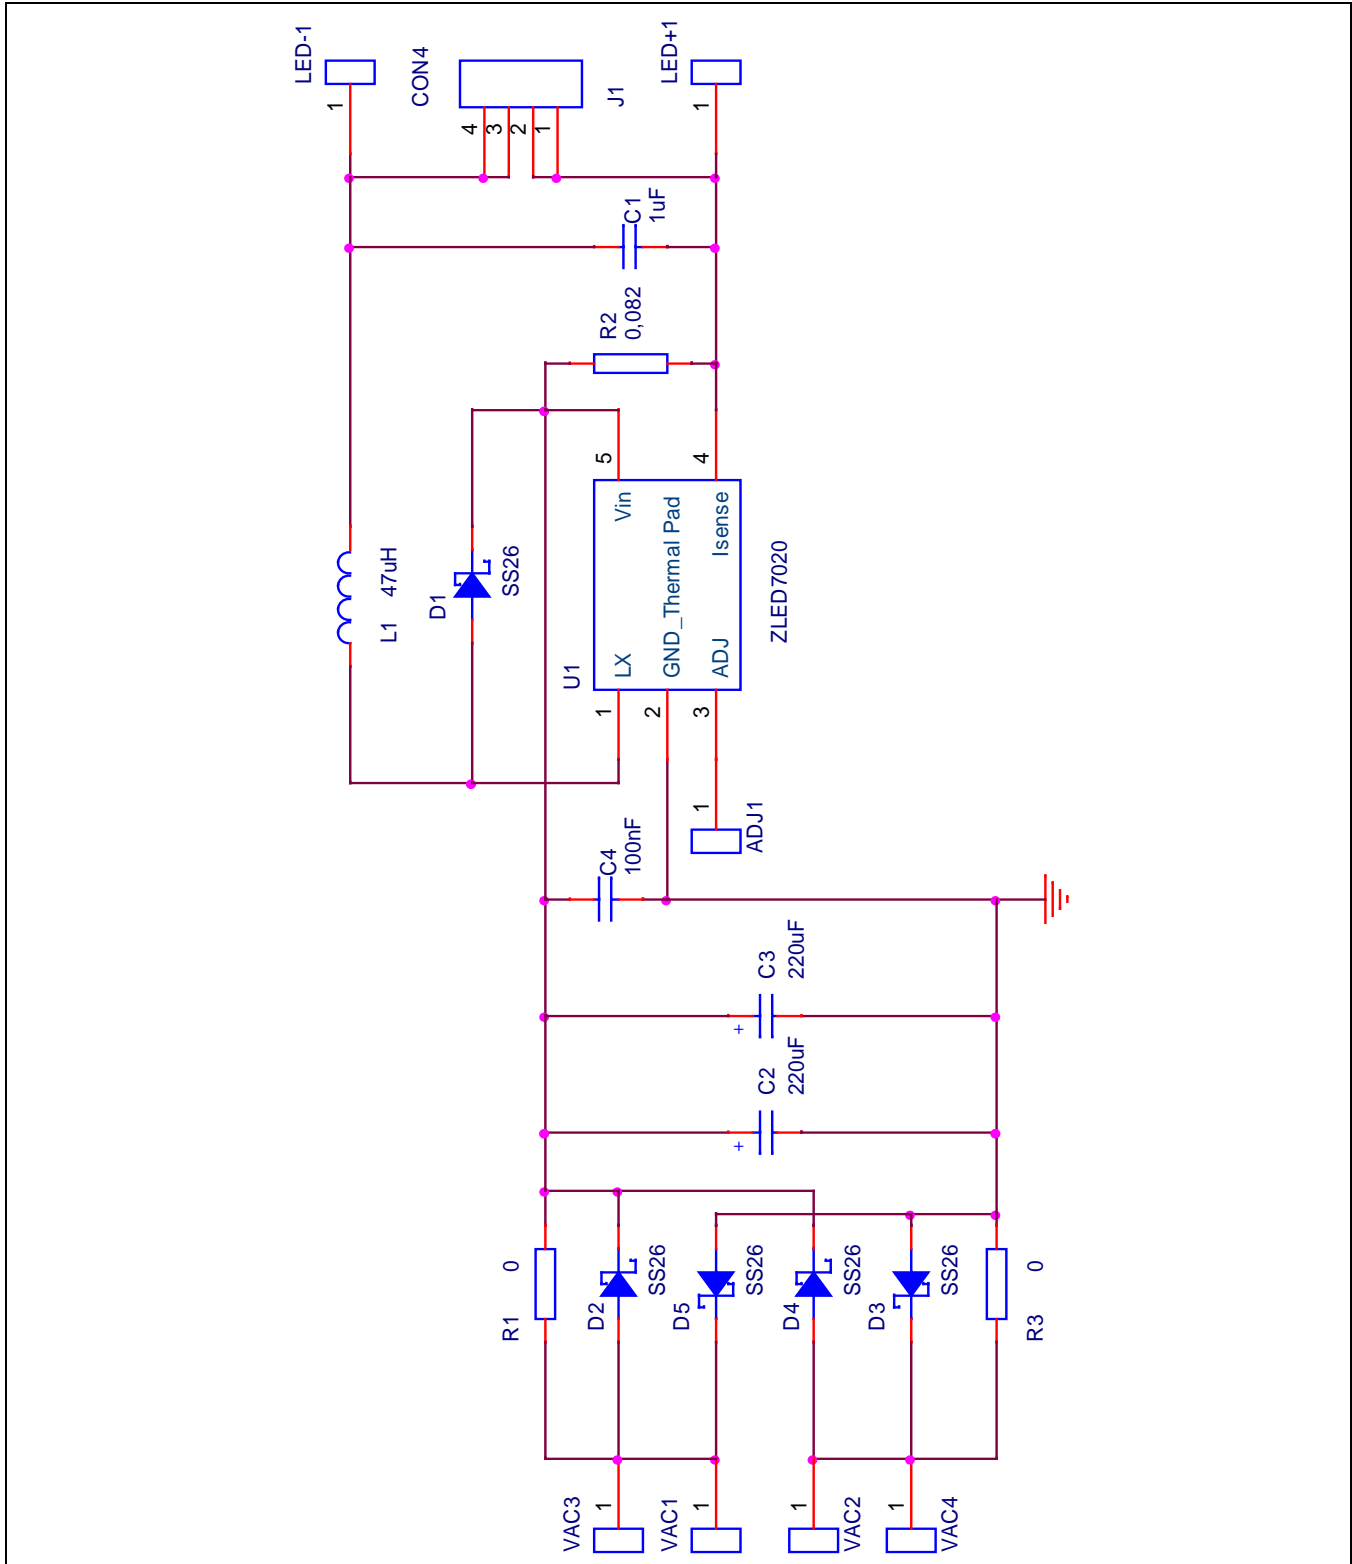 LED-1
1
CON4
4
3
2
1
J1
LED+1
1
C1
1uF
R2
0,082
L1 47uH
D1
SS26
U1
5
Vin
4
Isense
GND_Thermal Pad
LX
ADJ
1
2
3
ZLED7020
1
ADJ1
C4
100nF
C3
220uF
+
C2
220uF
+
R1 0
D2
SS26
D5
SS26
D4
SS26
D3
SS26
R3 0
VAC3
1
VAC1
1
VAC2
1
VAC4
1